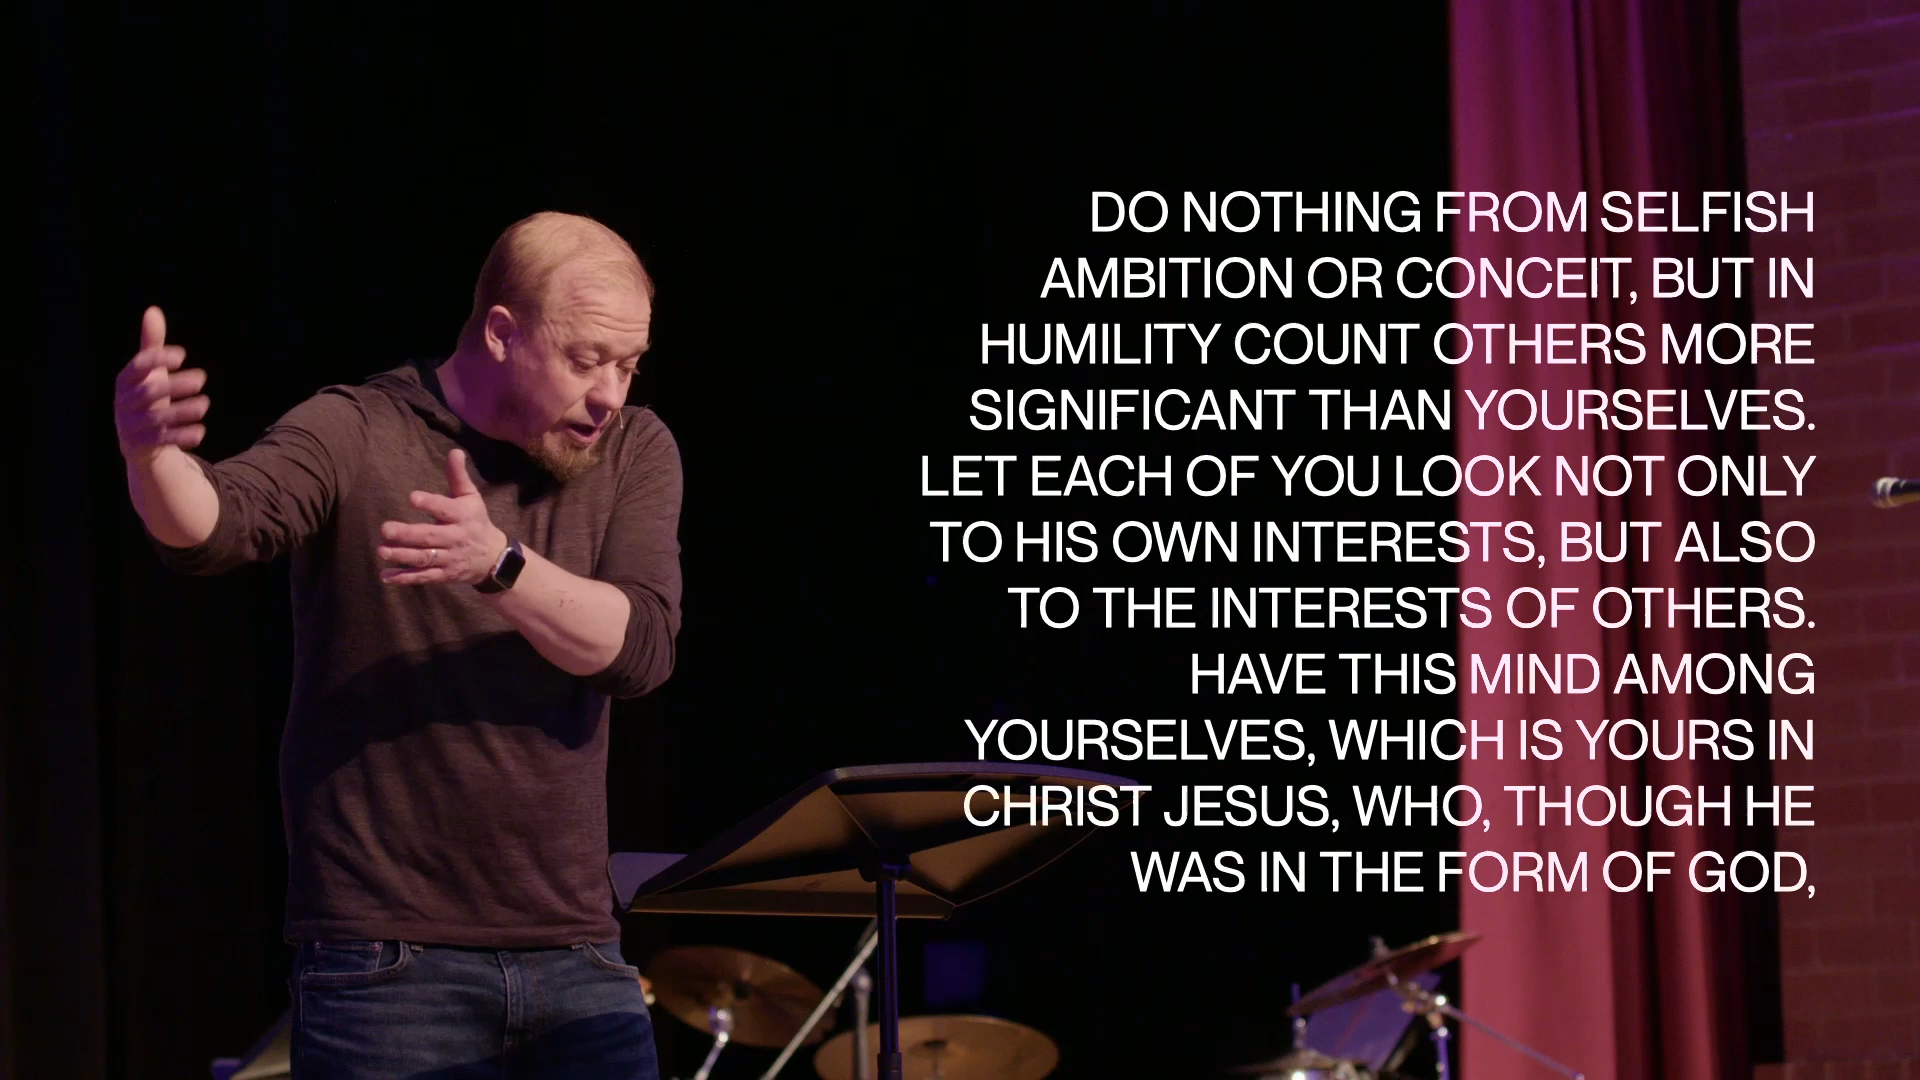 DO NOTHING FROM SELFISH
AMBITION OR CONCEIT, BUT IN
HUMILITY COUNT OTHERS MORE
SIGNIFICANT THAN YOURSELVES.
LET EACH OF YOU LOOK NOT ONLY
TO HIS OWN INTERESTS, BUT ALSO
TO THE INTERESTS OF OTHERS.
HAVE THIS MIND AMONG
YOURSELVES, WHICH IS YOURS IN
CHRIST JESUS, WHO, THOUGH HE
WAS IN THE FORM OF GOD,